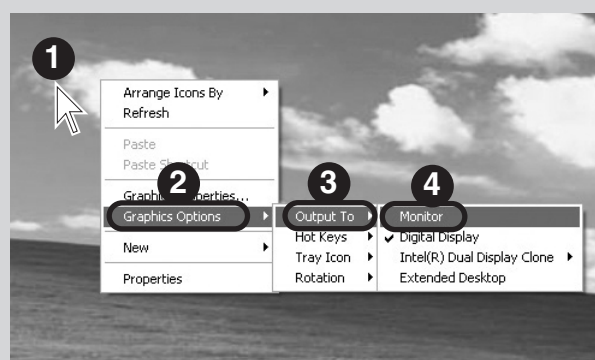 1
Arrange Icons By
Refresh
Paste
Paste
2
3
4
Graphics Options
Output To
Monitor
Hot Keys
Digital Display
New
Tray Icon
Intel(R) Dual Display Clone
Properties
Rotation
Extended Desktop